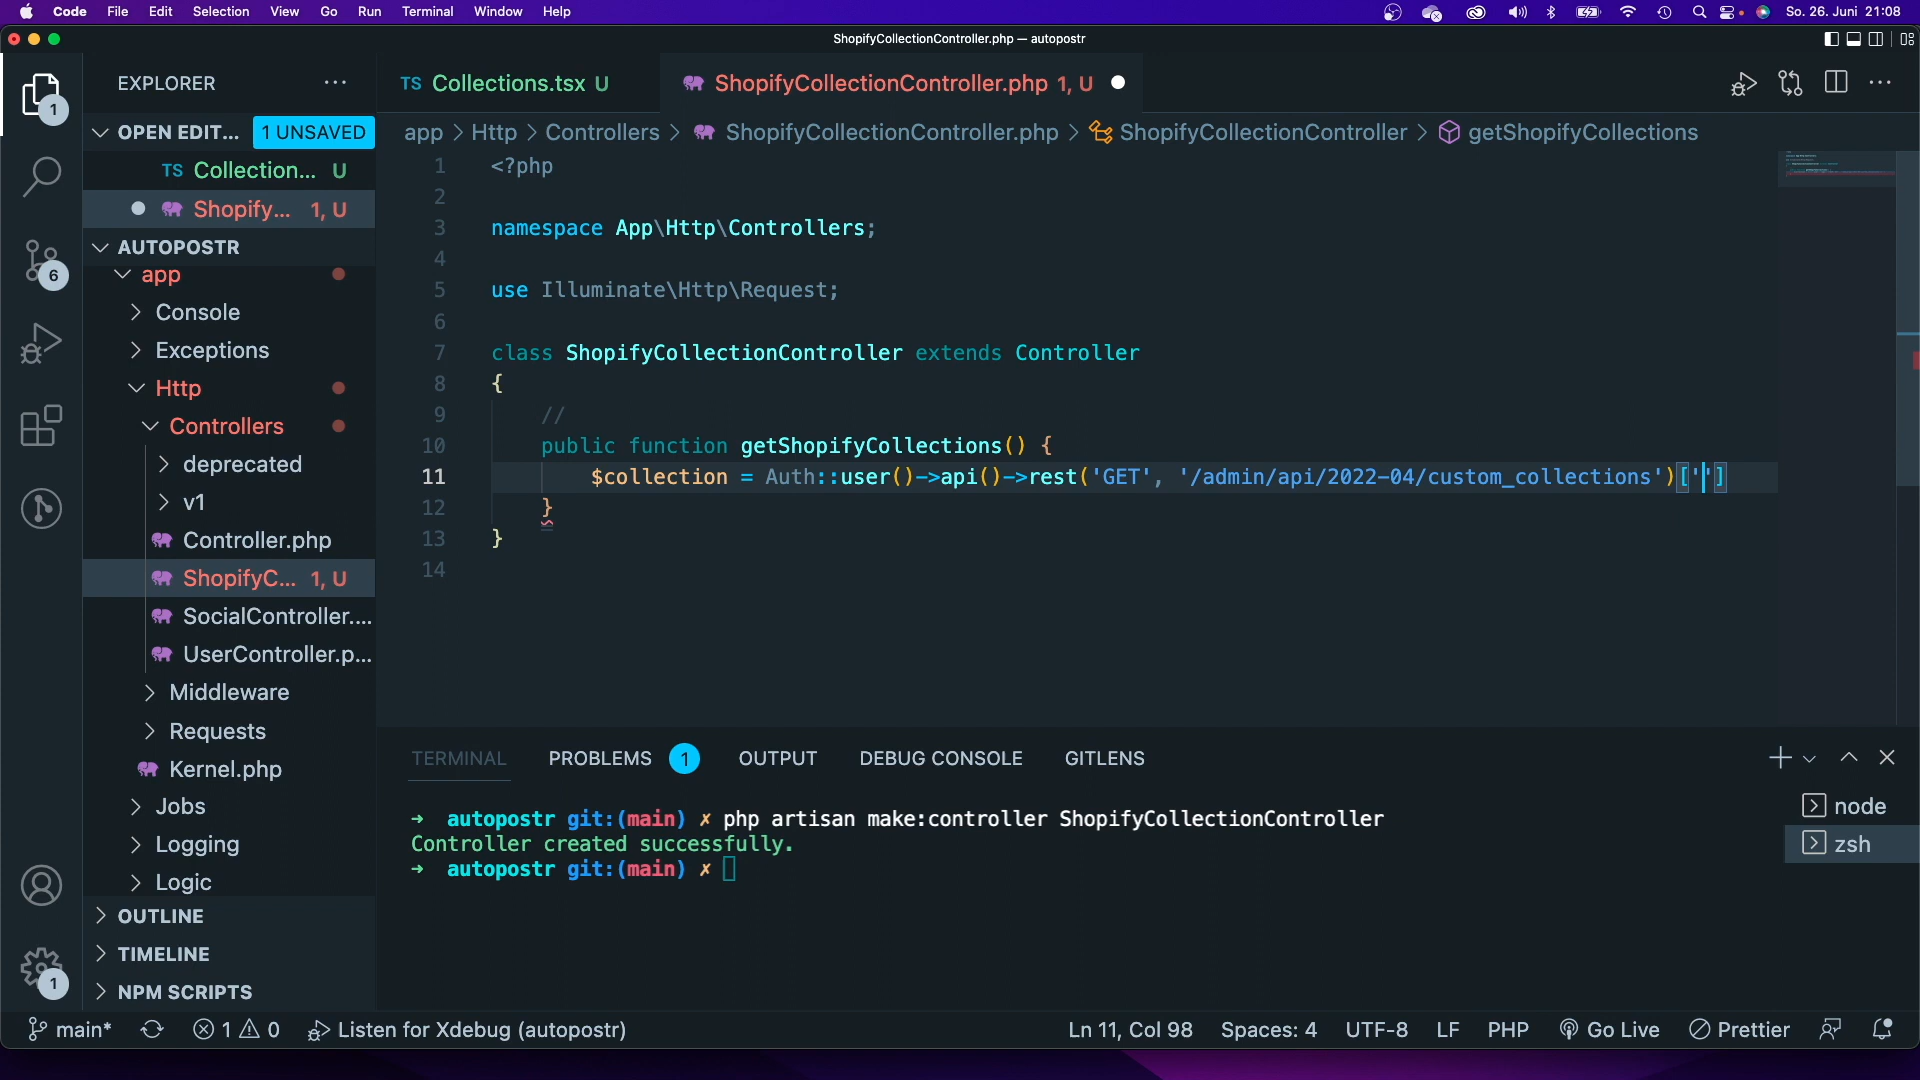 Code File Edit Selection View Go Run Terminal Window Help So. 26. Juni 21:08
ShopifyCollectionController.php — autopostr
EXPLORER
TS Collections.tsx U ShopifyCollectionController.php 1, U
OPEN EDIT... 1 UNSAVED
app > Http > Controllers > ShopifyCollectionController.php > ShopifyCollectionController > getShopifyCollections
TS Collection... U
Shopify... 1, U
AUTOPOSTR
app
Console
Exceptions
Http
Controllers
deprecated
v1
Controller.php
ShopifyC... 1, U
SocialController....
UserController.p...
Middleware
Requests
Kernel.php
Jobs
Logging
Logic
OUTLINE
TIMELINE
NPM SCRIPTS
1
6
1
1 <?php
2
3 namespace App\Http\Controllers;
4
5 use Illuminate\Http\Request;
6
7 class ShopifyCollectionController extends Controller
8 {
9 //
10 public function getShopifyCollections() {
11 $collection = Auth::user()->api()->rest('GET', '/admin/api/2022-04/custom_collections')['']
12 }
13 }
14
TERMINAL PROBLEMS 1 OUTPUT DEBUG CONSOLE GITLENS
➜ autopostr git:(main) ✗ php artisan make:controller ShopifyCollectionController
Controller created successfully.
➜ autopostr git:(main) ✗
node
zsh
main* 1 0 Listen for Xdebug (autopostr) Ln 11, Col 98 Spaces: 4 UTF-8 LF PHP Go Live Prettier